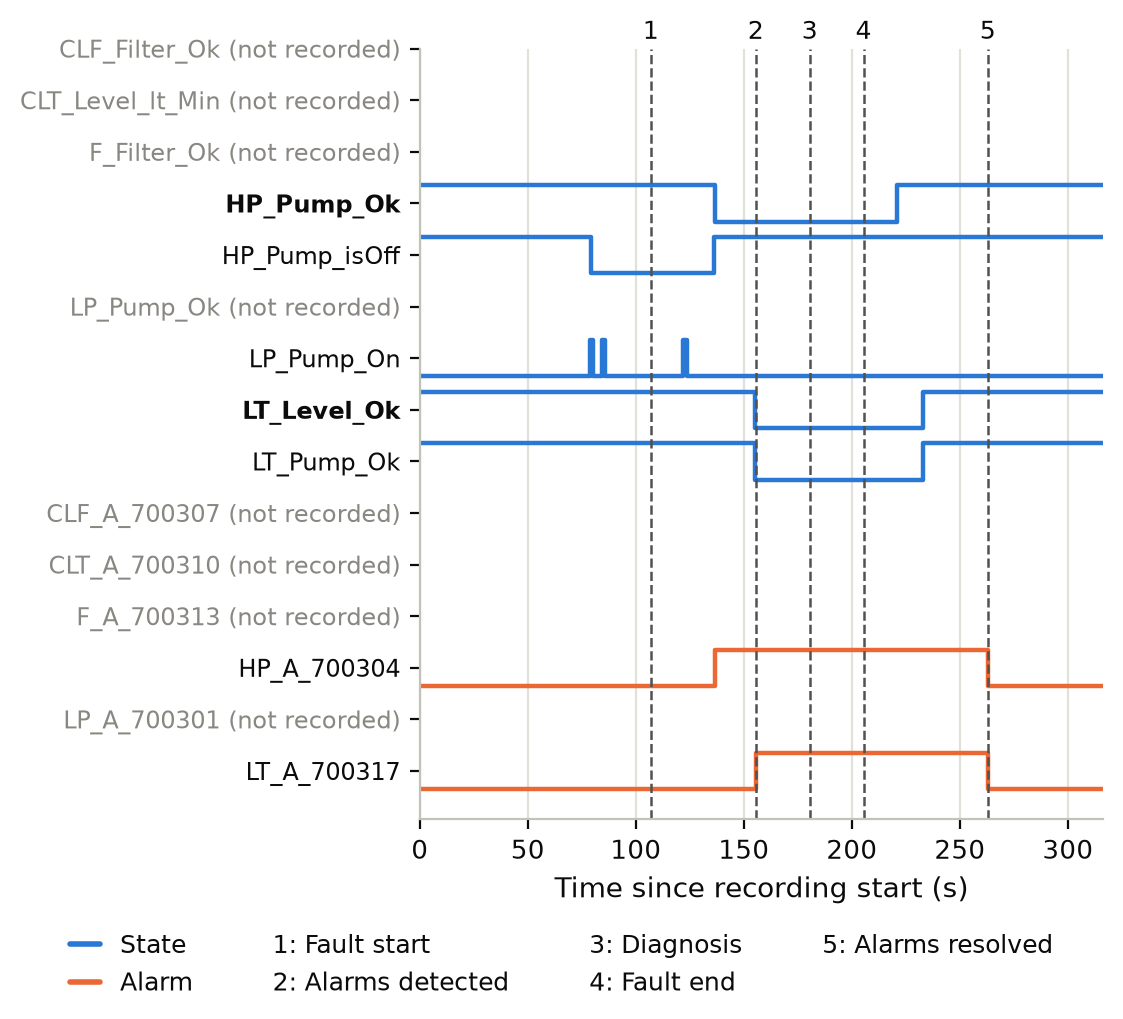 1 2 3 4 5
CLF_Filter_Ok (not recorded)
CLT_Level_lt_Min (not recorded)
F_Filter_Ok (not recorded)
HP_Pump_Ok
HP_Pump_isOff
LP_Pump_Ok (not recorded)
LP_Pump_On
LT_Level_Ok
LT_Pump_Ok
CLF_A_700307 (not recorded)
CLT_A_700310 (not recorded)
F_A_700313 (not recorded)
HP_A_700304
LP_A_700301 (not recorded)
LT_A_700317
0 50 100 150 200 250 300
Time since recording start (s)
State 1: Fault start 3: Diagnosis 5: Alarms resolved
Alarm 2: Alarms detected 4: Fault end